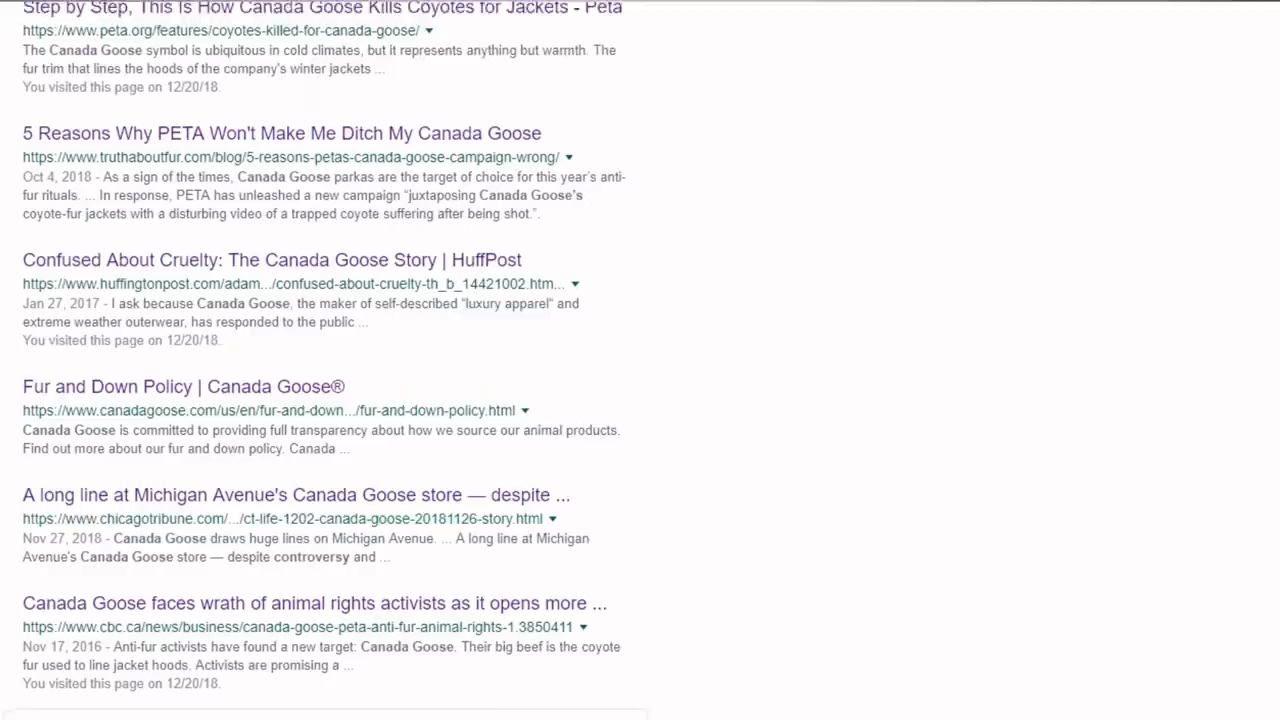 Step by Step, This Is How Canada Goose Kills Coyotes for Jackets - Peta
https://www.peta.org/features/coyotes-killed-for-canada-goose/
The Canada Goose symbol is ubiquitous in cold climates, but it represents anything but warmth. The
fur trim that lines the hoods of the company's winter jackets ...
You visited this page on 12/20/18.
5 Reasons Why PETA Won't Make Me Ditch My Canada Goose
https://www.truthaboutfur.com/blog/5-reasons-petas-canada-goose-campaign-wrong/
Oct 4, 2018 - As a sign of the times, Canada Goose parkas are the target of choice for this year's anti-
fur rituals. ... In response, PETA has unleashed a new campaign “juxtaposing Canada Goose's
coyote-fur jackets with a disturbing video of a trapped coyote suffering after being shot.”.
Confused About Cruelty: The Canada Goose Story | HuffPost
https://www.huffingtonpost.com/adam.../confused-about-cruelty-th_b_14421002.htm...
Jan 27, 2017 - I ask because Canada Goose, the maker of self-described "luxury apparel" and
extreme weather outerwear, has responded to the public ...
You visited this page on 12/20/18.
Fur and Down Policy | Canada Goose®
https://www.canadagoose.com/us/en/fur-and-down.../fur-and-down-policy.html
Canada Goose is committed to providing full transparency about how we source our animal products.
Find out more about our fur and down policy. Canada ...
A long line at Michigan Avenue's Canada Goose store — despite ...
https://www.chicagotribune.com/.../ct-life-1202-canada-goose-20181126-story.html
Nov 27, 2018 - Canada Goose draws huge lines on Michigan Avenue. ... A long line at Michigan
Avenue's Canada Goose store — despite controversy and ...
Canada Goose faces wrath of animal rights activists as it opens more ...
https://www.cbc.ca/news/business/canada-goose-peta-anti-fur-animal-rights-1.3850411
Nov 17, 2016 - Anti-fur activists have found a new target: Canada Goose. Their big beef is the coyote
fur used to line jacket hoods. Activists are promising a ...
You visited this page on 12/20/18.